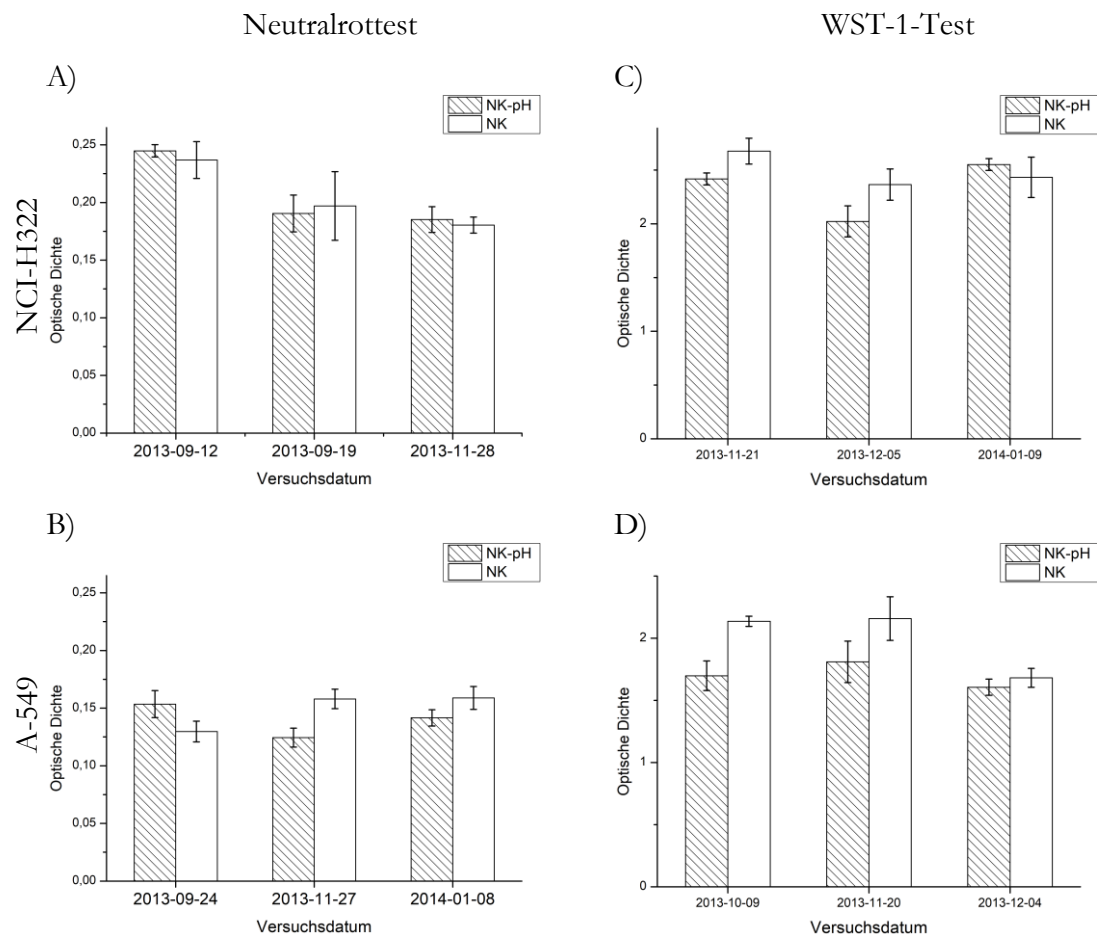 Neutralrottest
WST-1-Test
NCI-H322
A-549
A)
NK-pH
NK
0,25
0,20
0,15
0,10
0,05
0,00
Optische Dichte
2013-09-12 2013-09-19 2013-11-28
Versuchsdatum
C)
NK-pH
NK
2
1
0
Optische Dichte
2013-11-21 2013-12-05 2014-01-09
Versuchsdatum
B)
NK-pH
NK
0,25
0,20
0,15
0,10
0,05
0,00
Optische Dichte
2013-09-24 2013-11-27 2014-01-08
Versuchsdatum
D)
NK-pH
NK
2
1
0
Optische Dichte
2013-10-09 2013-11-20 2013-12-04
Versuchsdatum